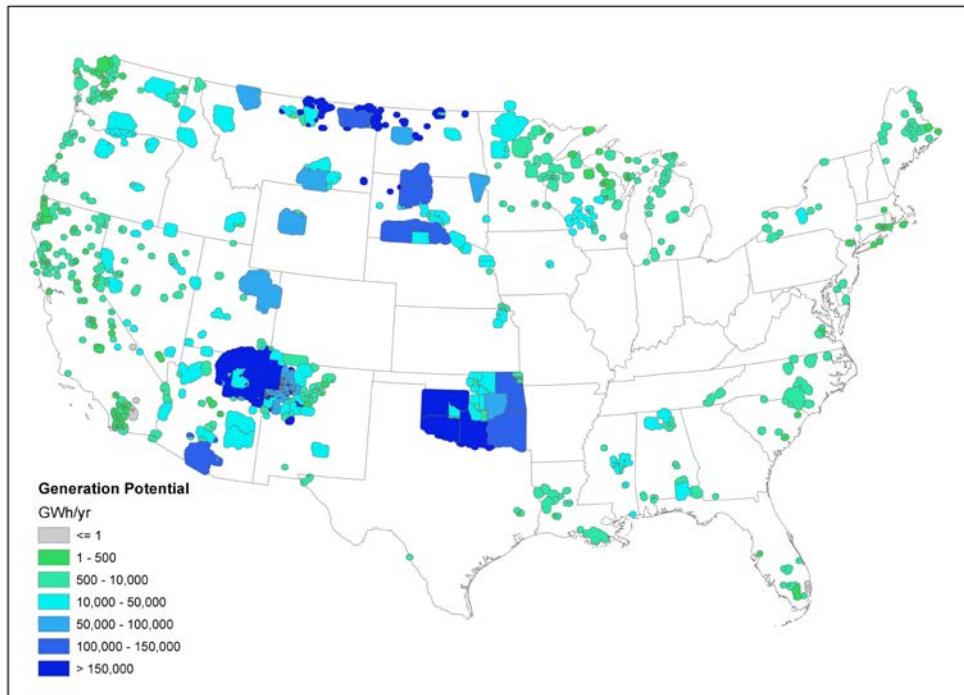 Generation Potential
GWh/yr
<= 1
1 - 500
500 - 10,000
10,000 - 50,000
50,000 - 100,000
100,000 - 150,000
> 150,000